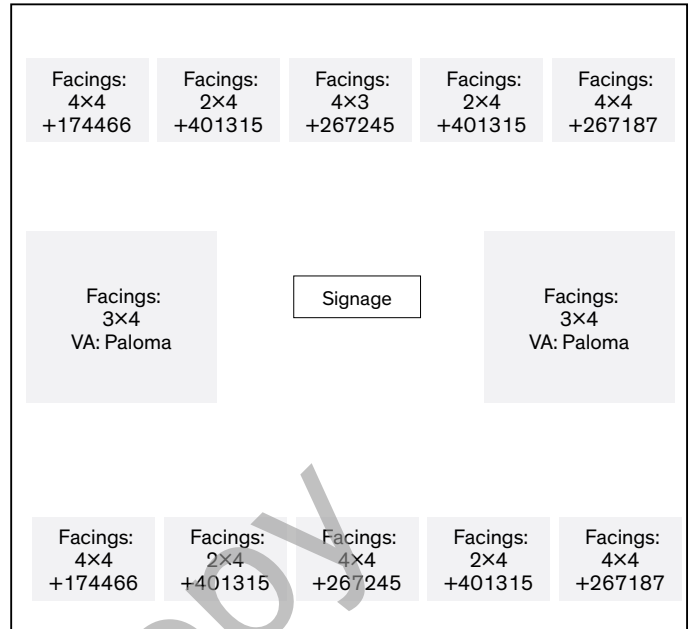 Facings:
4×4
+174466
Facings:
2×4
+401315
Facings:
4×3
+267245
Facings:
2×4
+401315
Facings:
4×4
+267187
Facings:
3×4
VA: Paloma
Signage
Facings:
3×4
VA: Paloma
Facings:
4×4
+174466
Facings:
2×4
+401315
Facings:
4×4
+267245
Facings:
2×4
+401315
Facings:
4×4
+267187